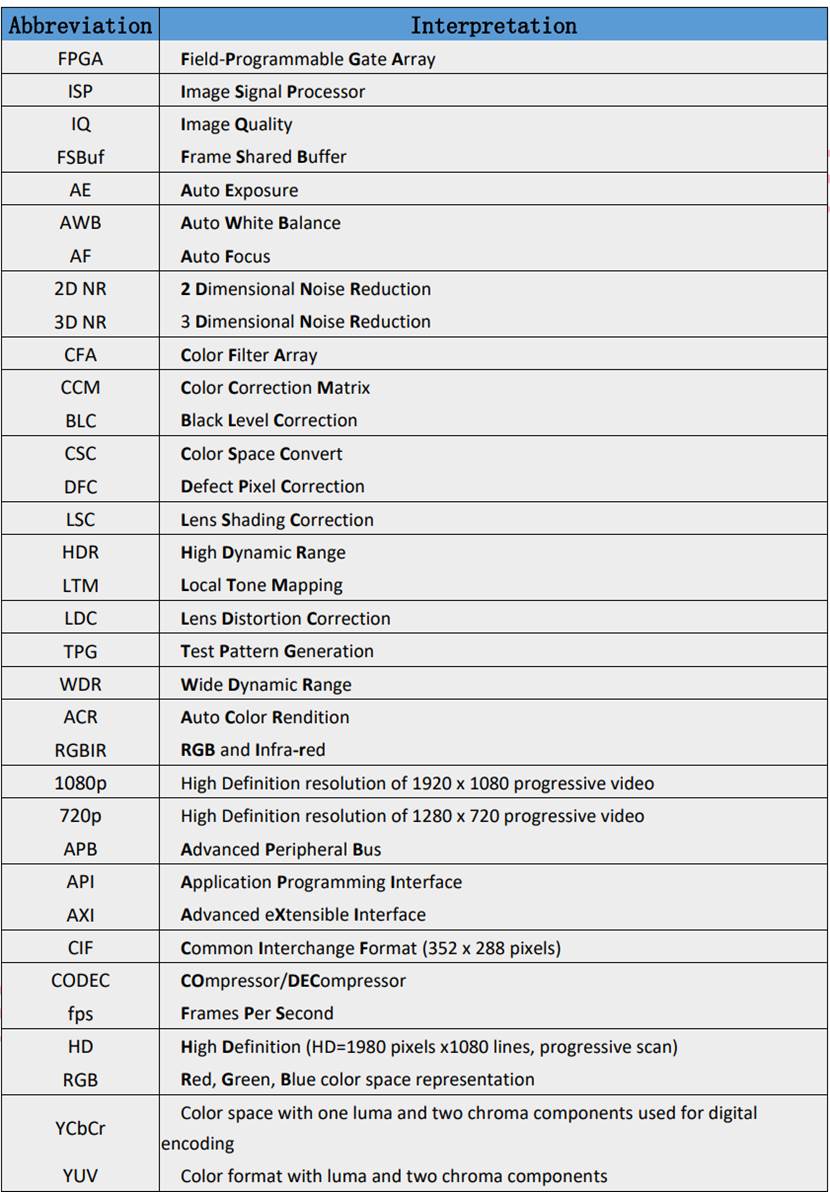 Abbreviation Interpretation
FPGA Field-Programmable Gate Array
ISP Image Signal Processor
IQ Image Quality
FSBuf Frame Shared Buffer
AE Auto Exposure
AWB Auto White Balance
AF Auto Focus
2D NR 2 Dimensional Noise Reduction
3D NR 3 Dimensional Noise Reduction
CFA Color Filter Array
CCM Color Correction Matrix
BLC Black Level Correction
CSC Color Space Convert
DFC Defect Pixel Correction
LSC Lens Shading Correction
HDR High Dynamic Range
LTM Local Tone Mapping
LDC Lens Distortion Correction
TPG Test Pattern Generation
WDR Wide Dynamic Range
ACR Auto Color Rendition
RGBIR RGB and Infra-red
1080p High Definition resolution of 1920 x 1080 progressive video
720p High Definition resolution of 1280 x 720 progressive video
APB Advanced Peripheral Bus
API Application Programming Interface
AXI Advanced eXtensible Interface
CIF Common Interchange Format (352 x 288 pixels)
CODEC COmpressor/DECompressor
fps Frames Per Second
HD High Definition (HD=1980 pixels x1080 lines, progressive scan)
RGB Red, Green, Blue color space representation
YCbCr Color space with one luma and two chroma components used for digital
encoding
YUV Color format with luma and two chroma components